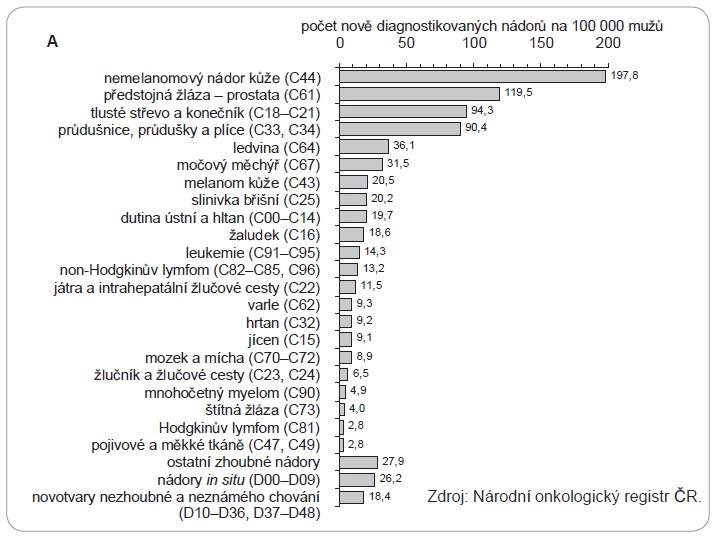 A
počet nově diagnostikovaných nádorů na 100 000 mužů
0 50 100 150 200
nemelanomový nádor kůže (C44) 197,8
předstojná žláza – prostata (C61) 119,5
tlusté střevo a konečník (C18–C21) 94,3
průdušnice, průdušky a plíce (C33, C34) 90,4
ledvina (C64) 36,1
močový měchýř (C67) 31,5
melanom kůže (C43) 20,5
slinivka břišní (C25) 20,2
dutina ústní a hltan (C00–C14) 19,7
žaludek (C16) 18,6
leukemie (C91–C95) 14,3
non-Hodgkinův lymfom (C82–C85, C96) 13,2
játra a intrahepatální žlučové cesty (C22) 11,5
varle (C62) 9,3
hrtan (C32) 9,2
jícen (C15) 9,1
mozek a mícha (C70–C72) 8,9
žlučník a žlučové cesty (C23, C24) 6,5
mnohočetný myelom (C90) 4,9
štítná žláza (C73) 4,0
Hodgkinův lymfom (C81) 2,8
pojivové a měkké tkáně (C47, C49) 2,8
ostatní zhoubné nádory 27,9
nádory in situ (D00–D09) 26,2
novotvary nezhoubné a neznámého chování 18,4
(D10–D36, D37–D48)
Zdroj: Národní onkologický registr ČR.